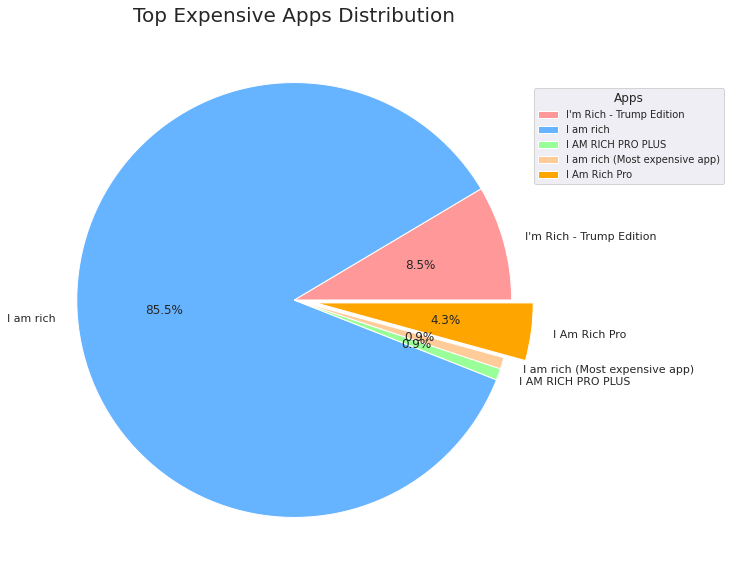 Top Expensive Apps Distribution
Apps
I'm Rich - Trump Edition
I am rich
I AM RICH PRO PLUS
I am rich (Most expensive app)
I Am Rich Pro
I'm Rich - Trump Edition
8.5%
85.5%
I am rich
4.3%
I Am Rich Pro
0.9%
0.9%
I am rich (Most expensive app)
I AM RICH PRO PLUS